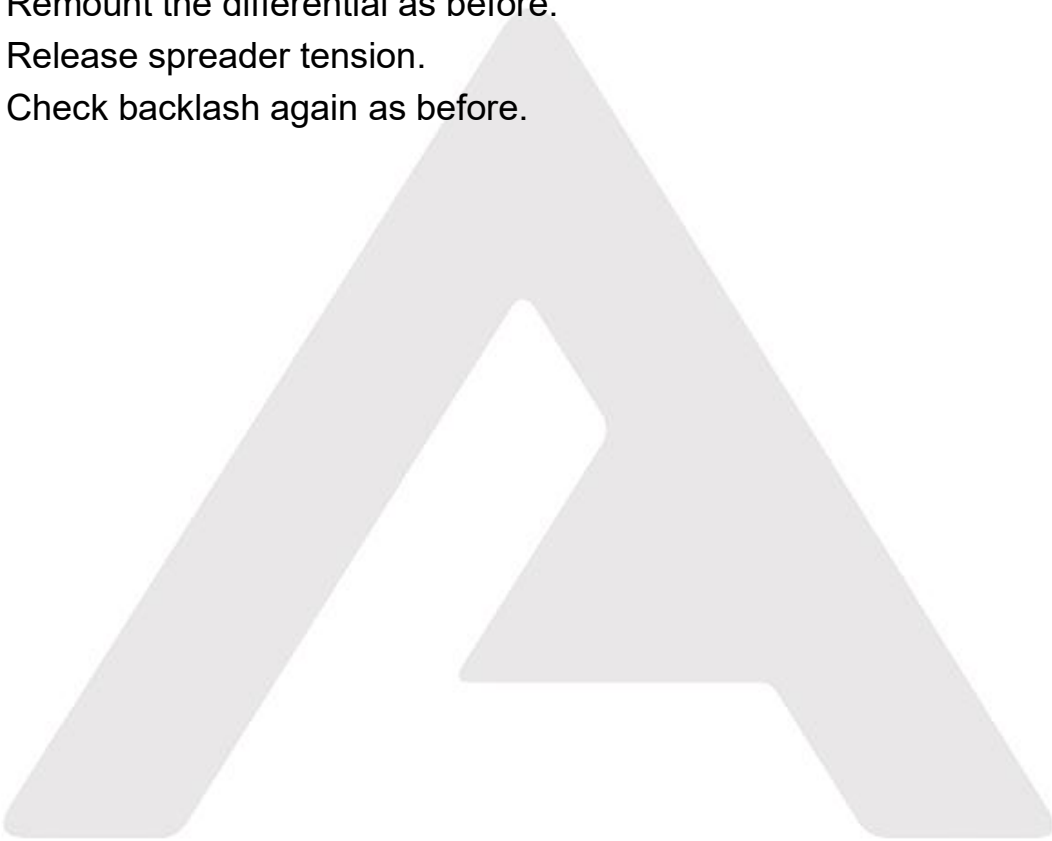 Remount the differential as before.
Release spreader tension.
Check backlash again as before.